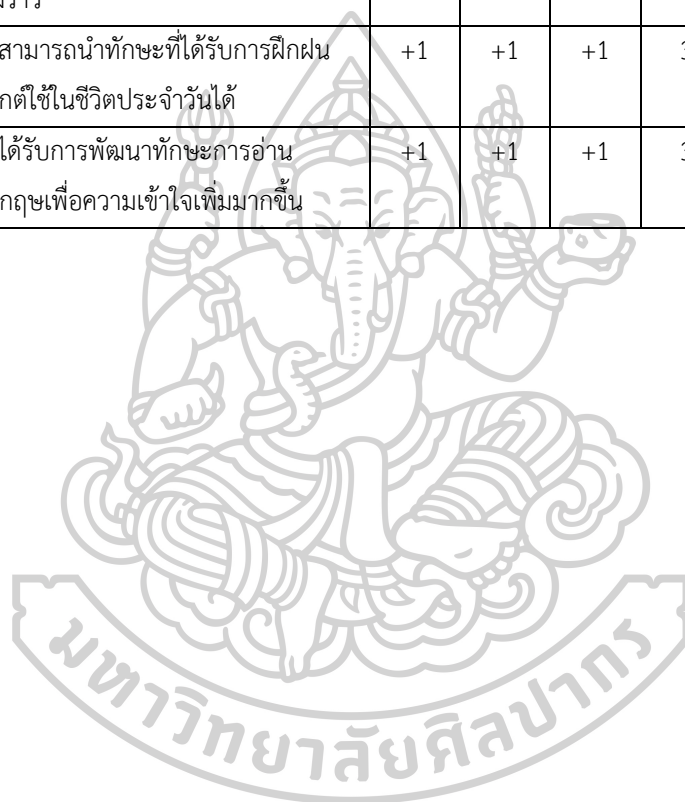 สามารถนำทักษะที่ได้รับการฝึกฝน +1 +1 +1 3
กต์ใช้ในชีวิตประจำวันได้
ได้รับการพัฒนาทักษะการอ่าน +1 +1 +1 3
กฤษเพื่อความเข้าใจเพิ่มมากขึ้น
มหาวิทยาลัยศิลปากร